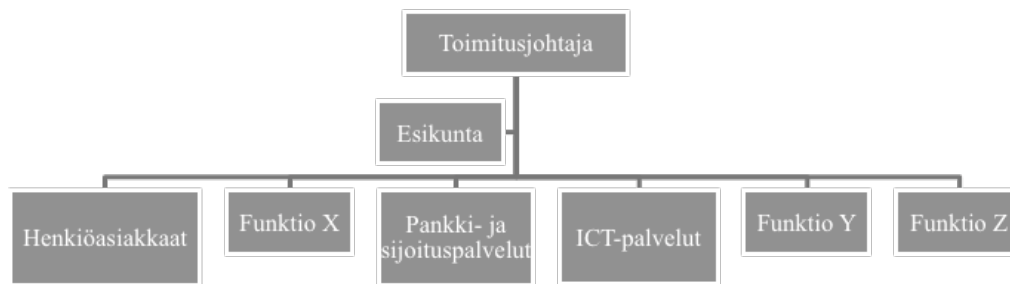 Toimitusjohtaja
Esikunta
Henkiöasiakkaat
Funktio X
Pankki- ja
sijoituspalvelut
ICT-palvelut
Funktio Y
Funktio Z